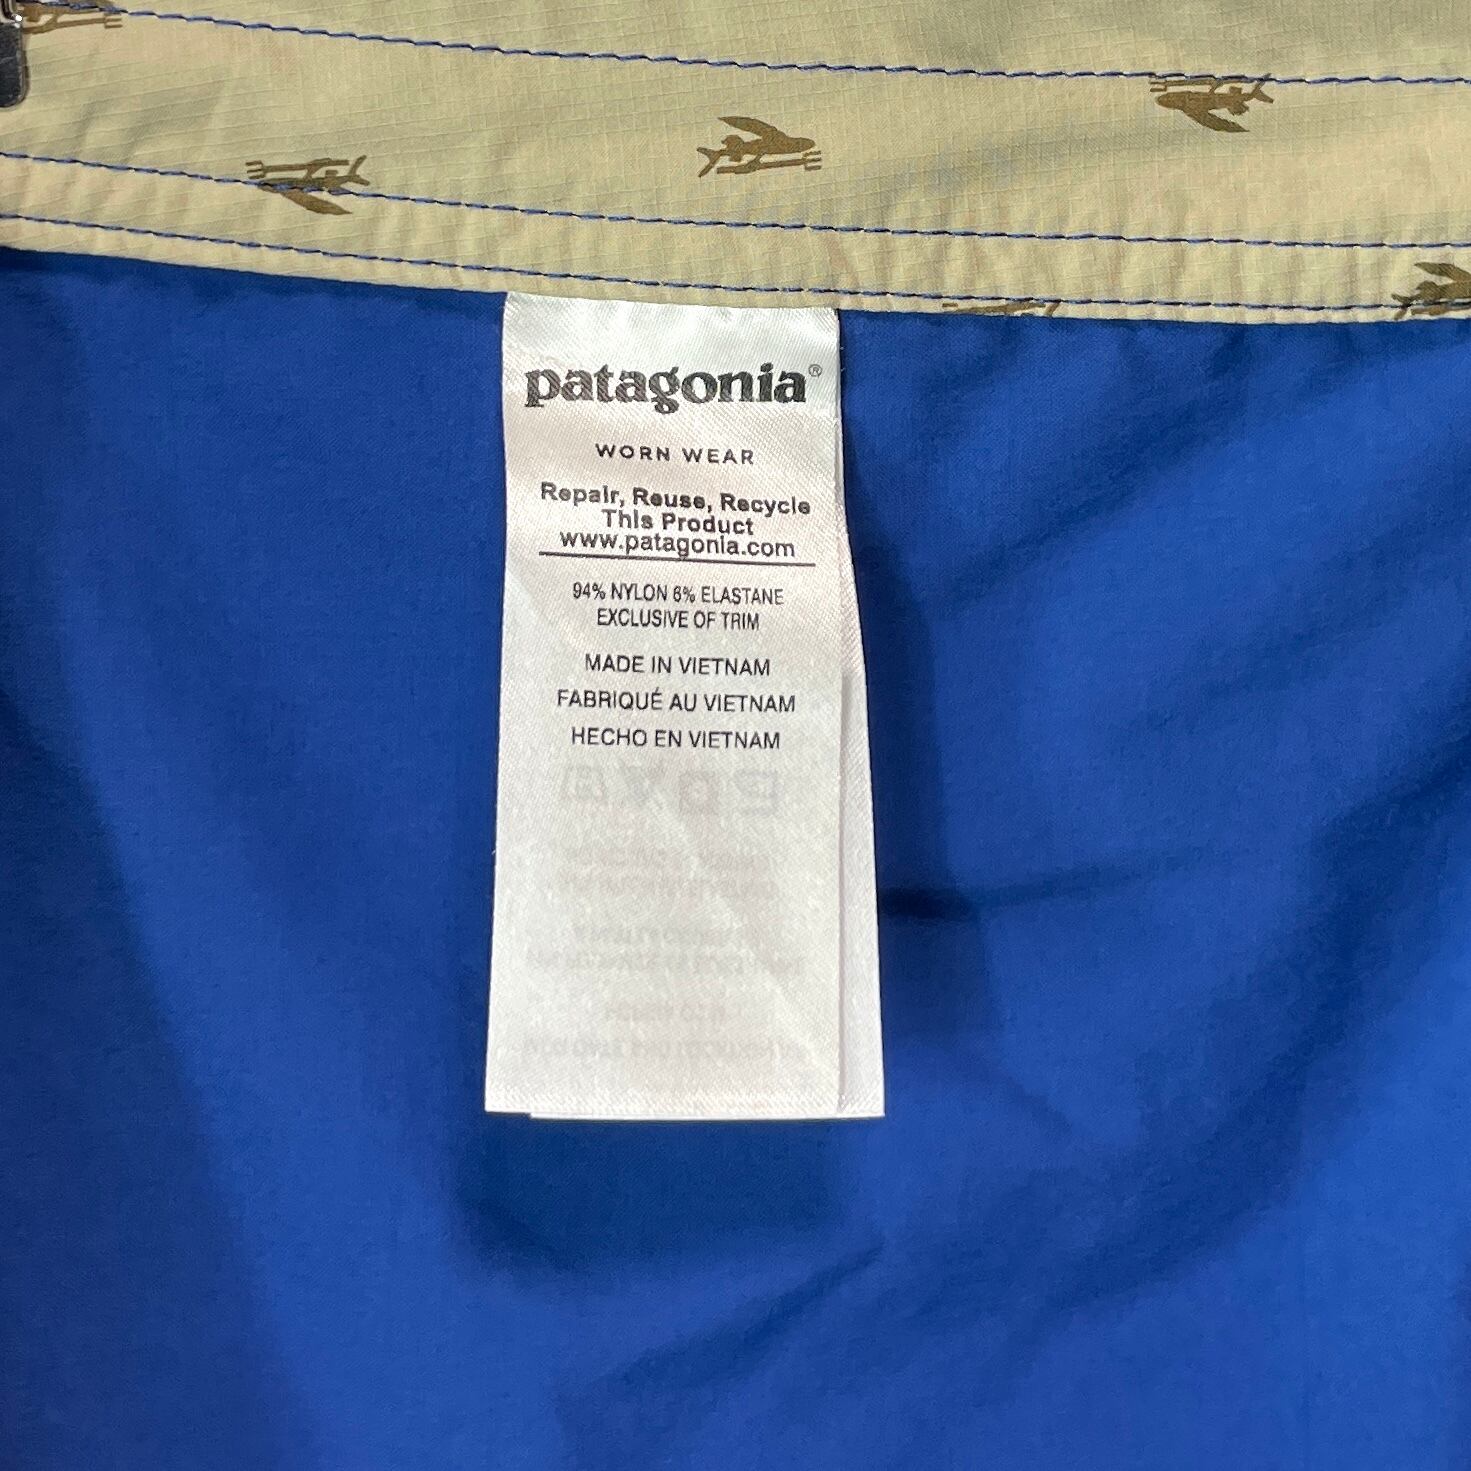 patagonia®
WORN WEAR
Repair, Reuse, Recycle
This Product
www.patagonia.com
94% NYLON 6% ELASTANE
EXCLUSIVE OF TRIM
MADE IN VIETNAM
FABRIQUÉ AU VIETNAM
HECHO EN VIETNAM